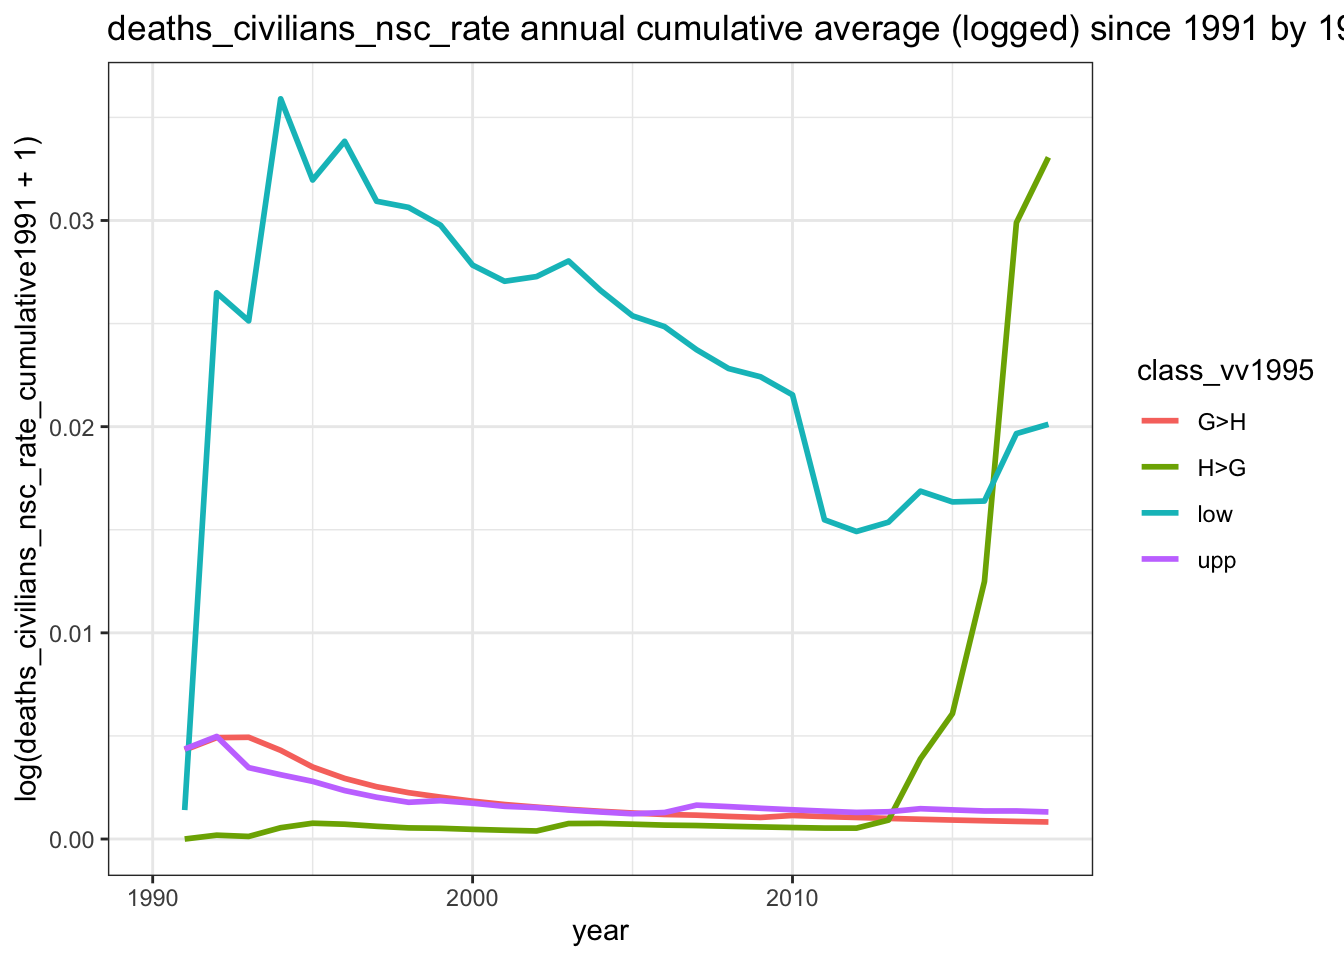 deaths_civilians_nsc_rate annual cumulative average (logged) since 1991 by 19
log(deaths_civilians_nsc_rate_cumulative1991 + 1)
0.03
0.02
0.01
0.00
1990
2000
2010
year
class_vv1995
G>H
H>G
low
upp